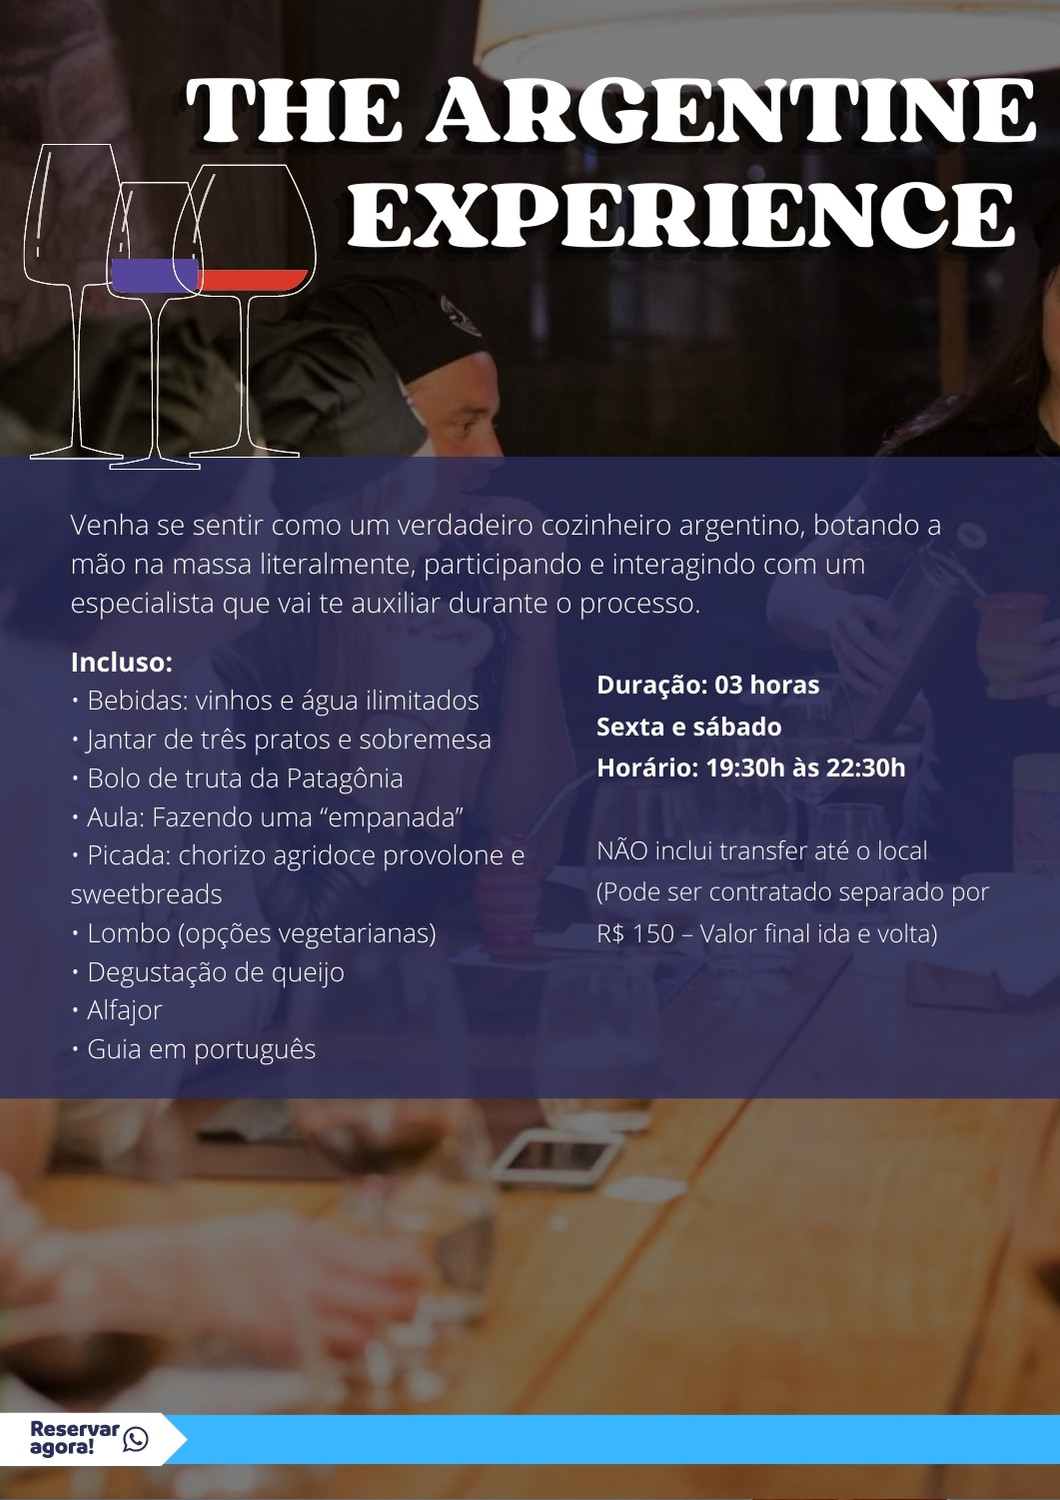 THE ARGENTINE
EXPERIENCE
Venha se sentir como um verdadeiro cozinheiro argentino, botando a
mão na massa literalmente, participando e interagindo com um
especialista que vai te auxiliar durante o processo.
Incluso:
• Bebidas: vinhos e água ilimitados
• Jantar de três pratos e sobremesa
• Bolo de truta da Patagônia
• Aula: Fazendo uma “empanada”
• Picada: chorizo agridoce provolone e
sweetbreads
• Lombo (opções vegetarianas)
• Degustação de queijo
• Alfajor
• Guia em português
Duração: 03 horas
Sexta e sábado
Horário: 19:30h às 22:30h
NÃO inclui transfer até o local
(Pode ser contratado separado por
R$ 150 – Valor final ida e volta)
Reservar
agora!